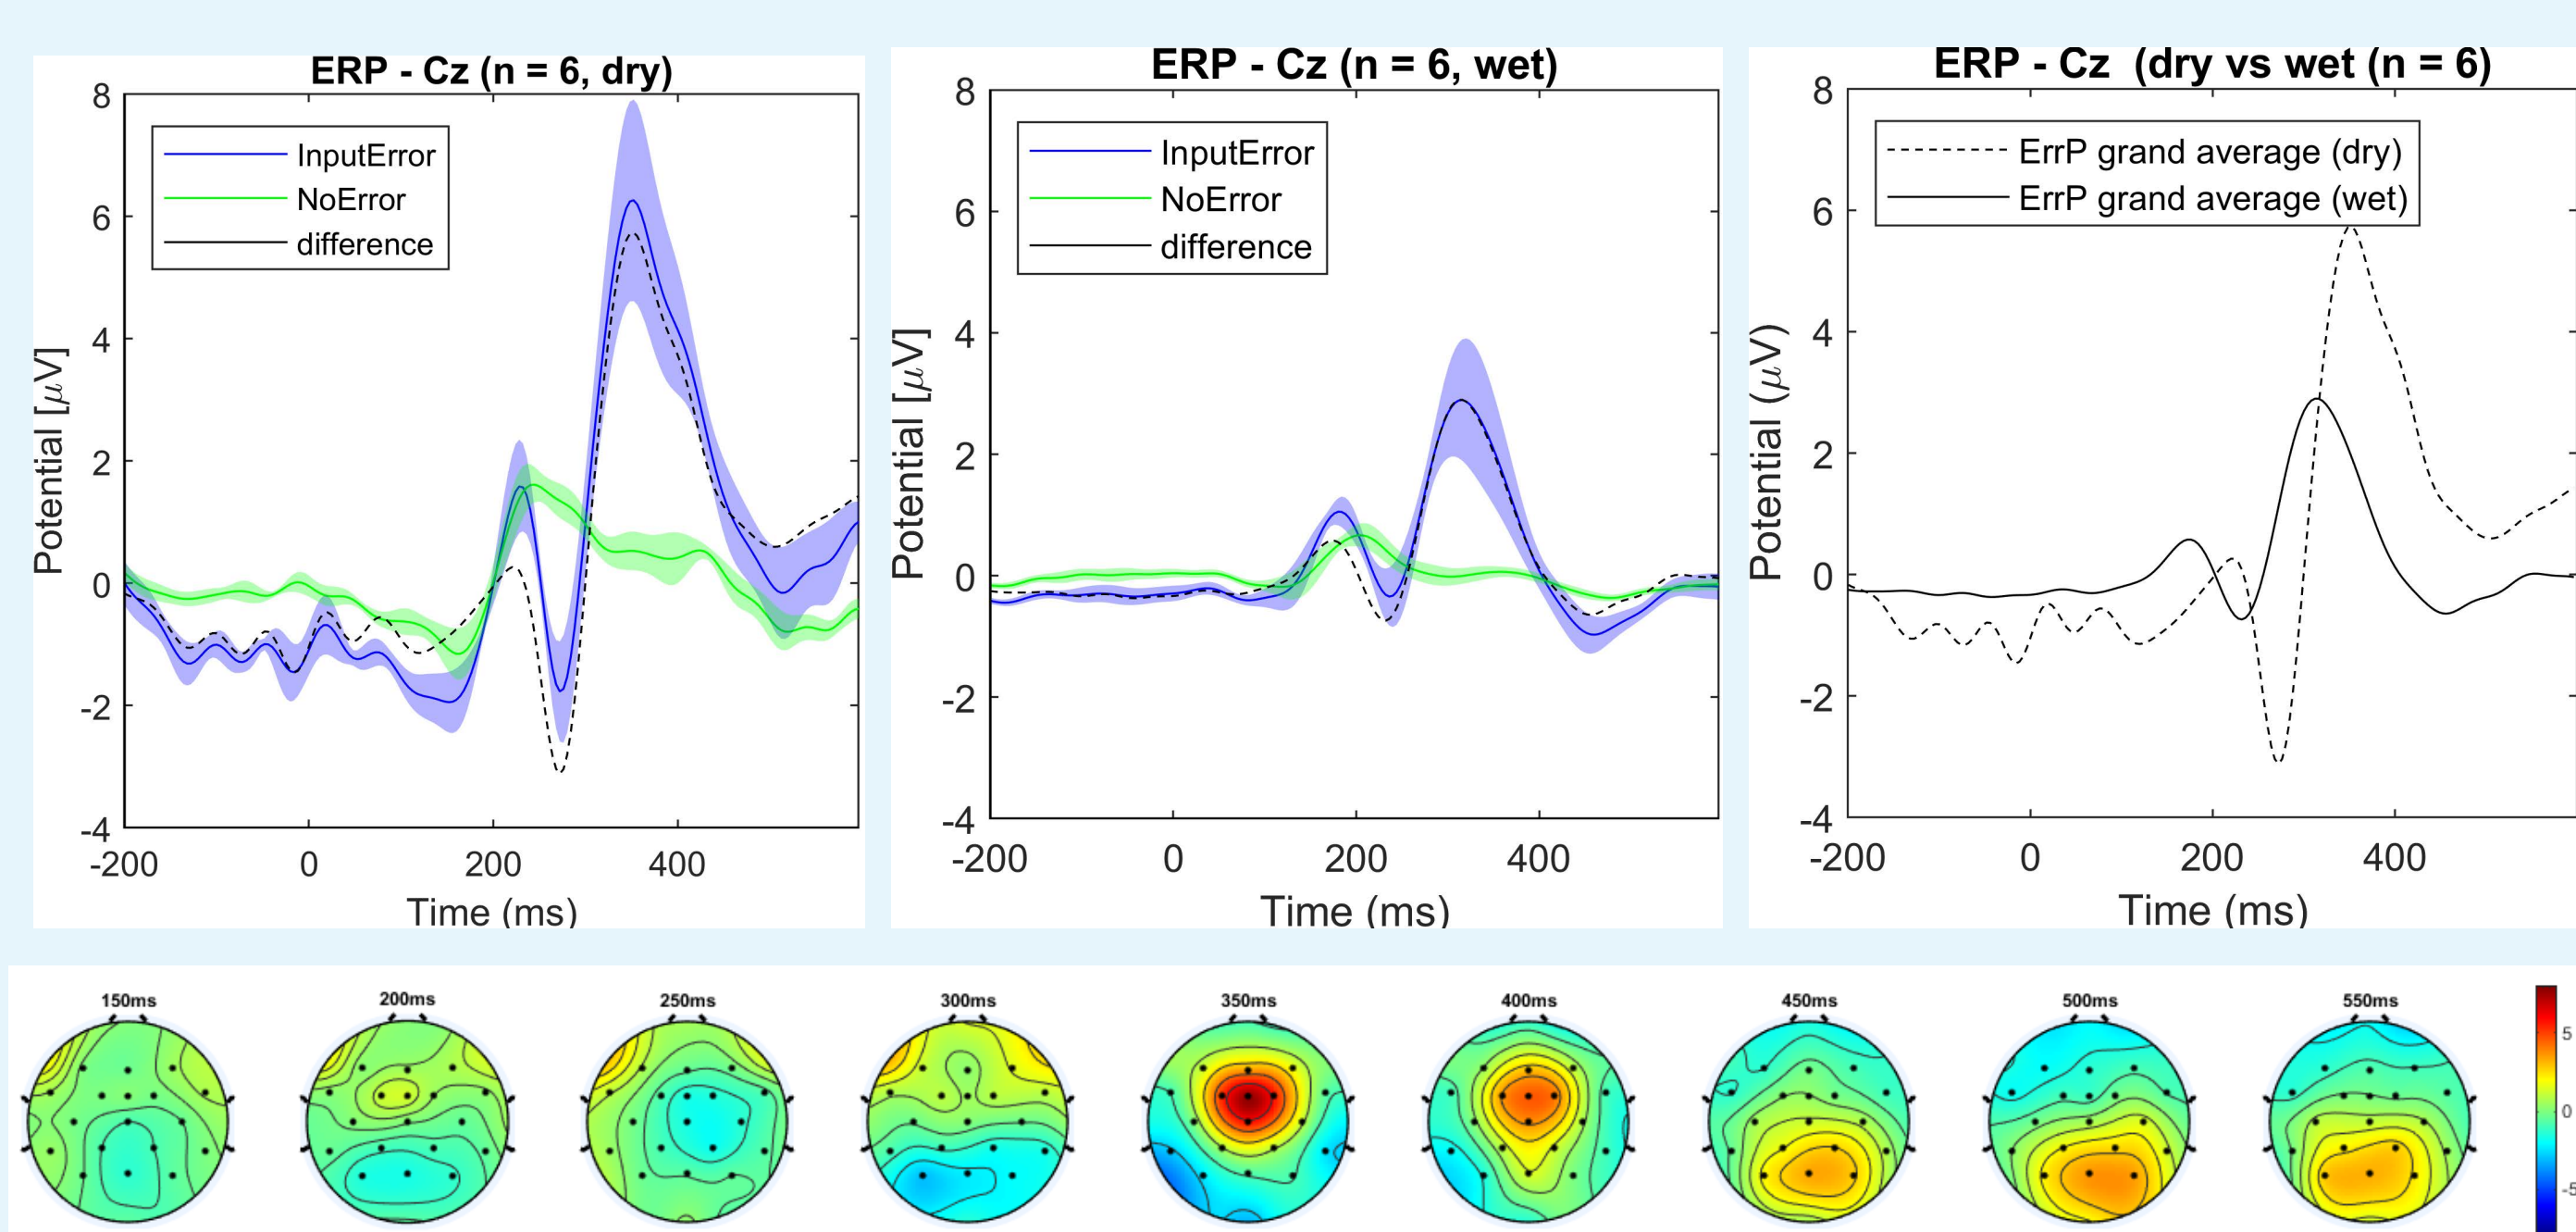 ERP - Cz (n = 6, dry)
8
6
4
2
0
-2
-4
Potential [μV]
InputError
NoError
difference
-200 0 200 400
Time (ms)
ERP - Cz (n = 6, wet)
8
6
4
2
0
-2
-4
Potential [μV]
InputError
NoError
difference
-200 0 200 400
Time (ms)
ERP - Cz (dry vs wet (n = 6)
8
6
4
2
0
-2
-4
Potential (μV)
ErrP grand average (dry)
ErrP grand average (wet)
-200 0 200 400
Time (ms)
150ms 200ms 250ms 300ms 350ms 400ms 450ms 500ms 550ms
5
0
-5